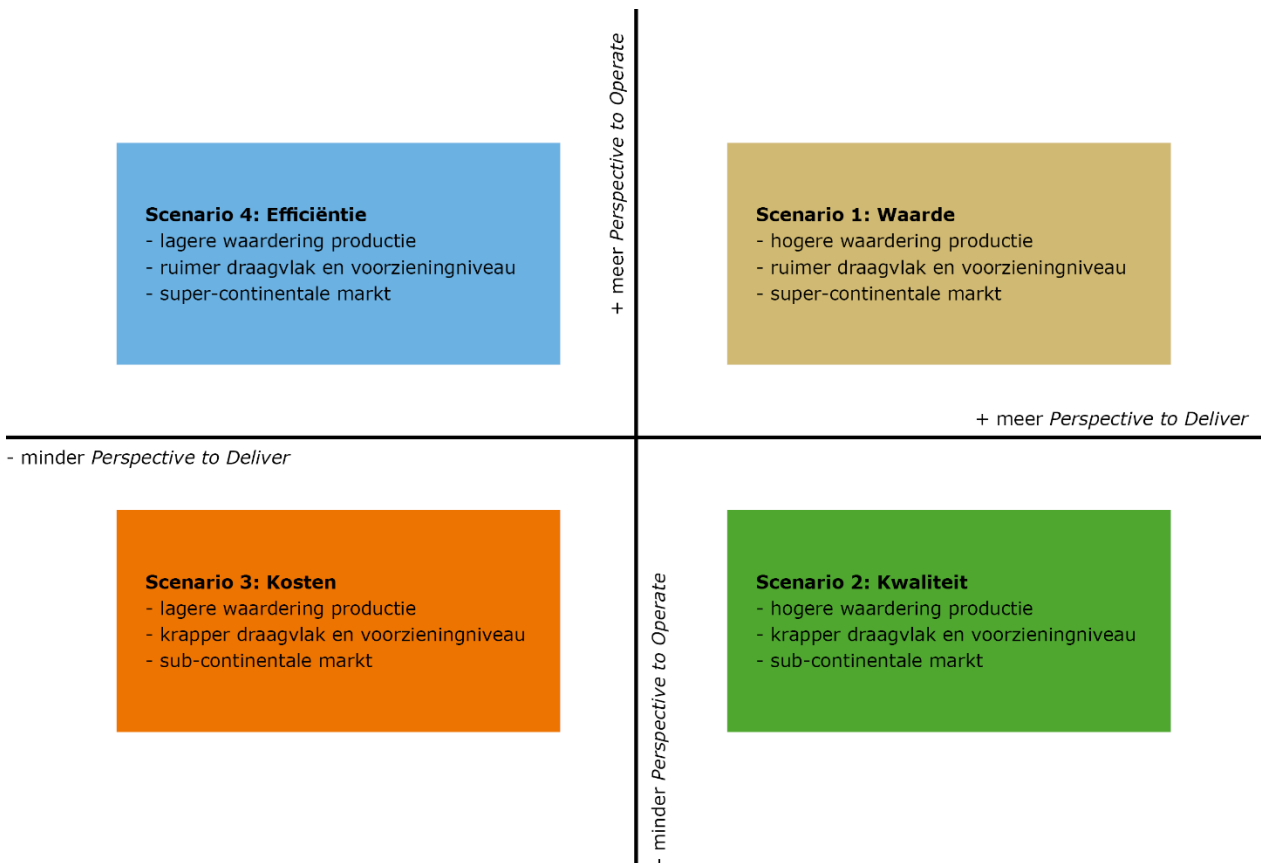 + meer Perspective to Operate
Scenario 4: Efficiëntie
- lagere waardering productie
- ruimer draagvlak en voorzieningniveau
- super-continentale markt
Scenario 1: Waarde
- hogere waardering productie
- ruimer draagvlak en voorzieningniveau
- super-continentale markt
+ meer Perspective to Deliver
- minder Perspective to Deliver
Scenario 3: Kosten
- lagere waardering productie
- krapper draagvlak en voorzieningniveau
- sub-continentale markt
- minder Perspective to Operate
Scenario 2: Kwaliteit
- hogere waardering productie
- krapper draagvlak en voorzieningniveau
- sub-continentale markt